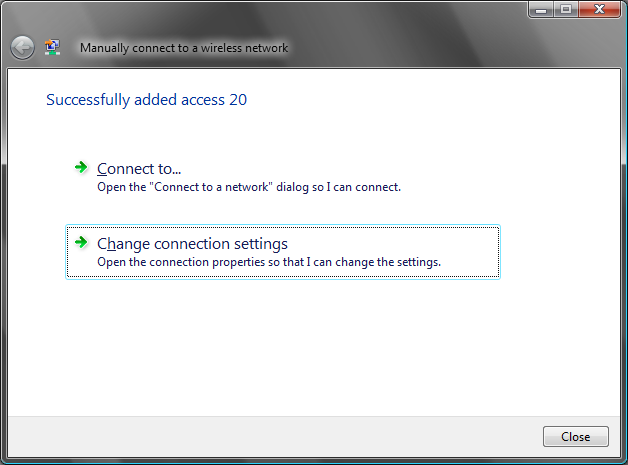 Manually connect to a wireless network
Successfully added access 20
Connect to...
Open the "Connect to a network" dialog so I can connect.
Change connection settings
Open the connection properties so that I can change the settings.
Close